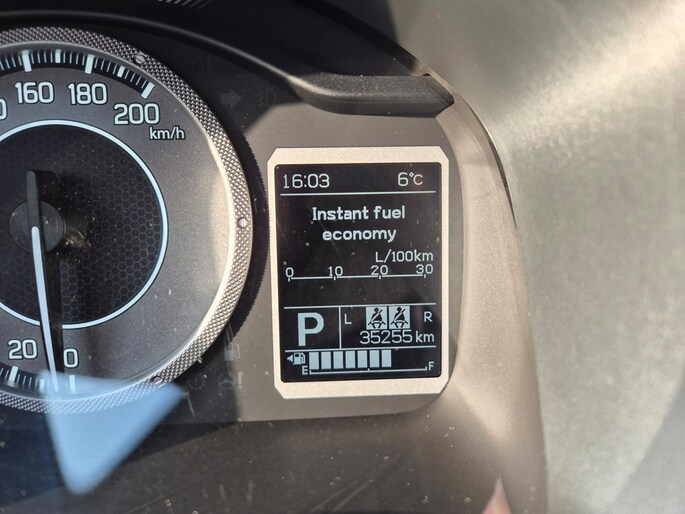 160 180 200
km/h
20 0
16:03 6°C
Instant fuel
economy
L/100km
0 10 20 30
P L R
35255 km
E F